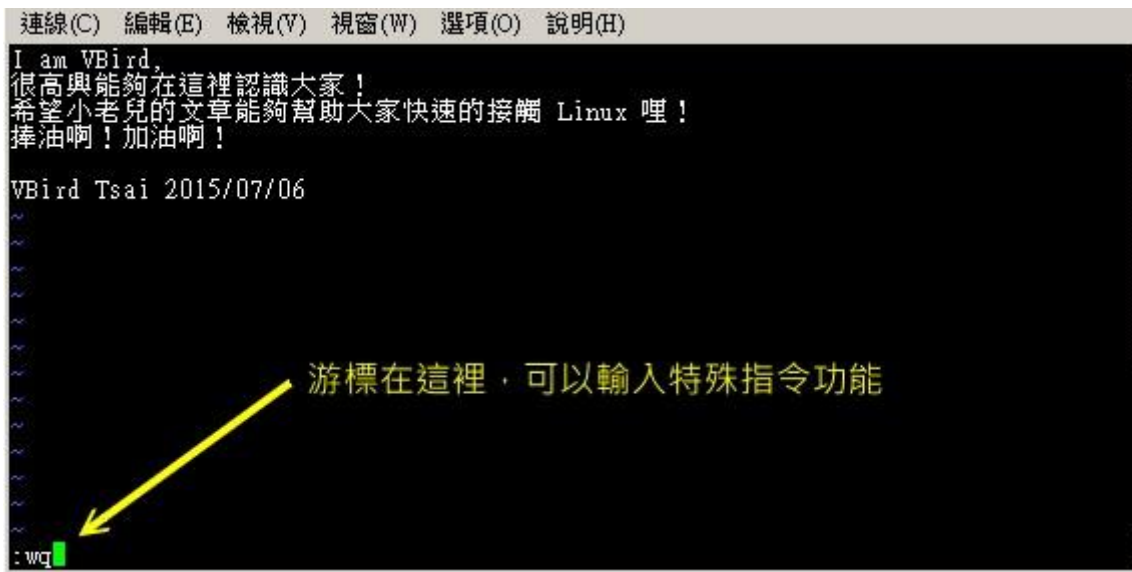 連線(C) 編輯(E) 檢視(V) 視窗(W) 選項(O) 說明(H)
I am VBird,
很高興能夠在這裡認識大家！
希望小老兒的文章能夠幫助大家快速的接觸 Linux 哩！
捧油啊！加油啊！
VBird Tsai 2015/07/06
~
~
~
~
~
~
~
游標在這裡，可以輸入特殊指令功能
~
~
~
~
~
~
:wq